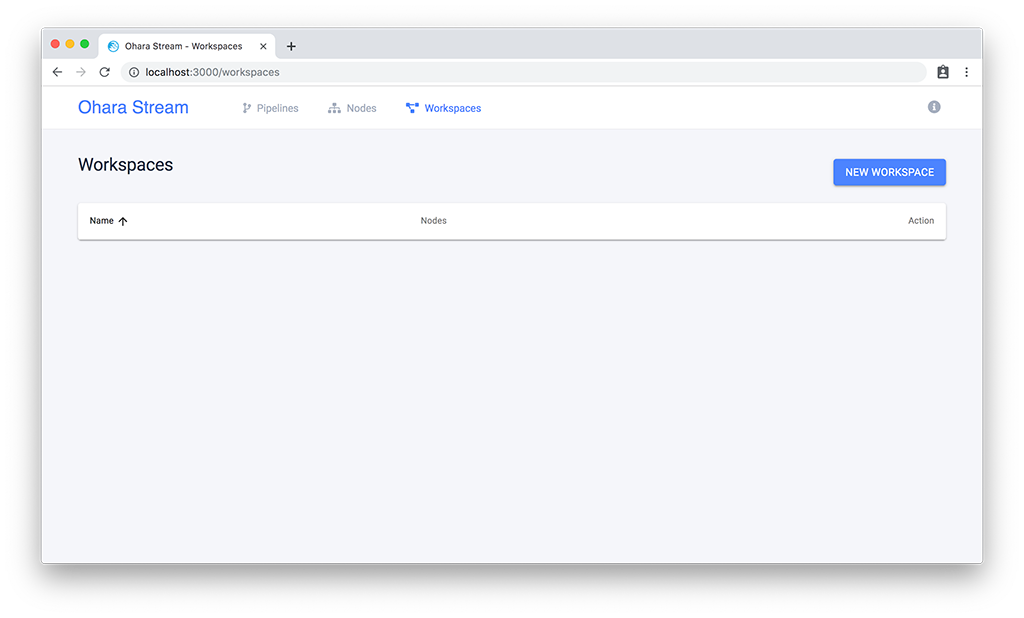 Ohara Stream - Workspaces
localhost:3000/workspaces
Ohara Stream Pipelines Nodes Workspaces
Workspaces
NEW WORKSPACE
Name Nodes Action